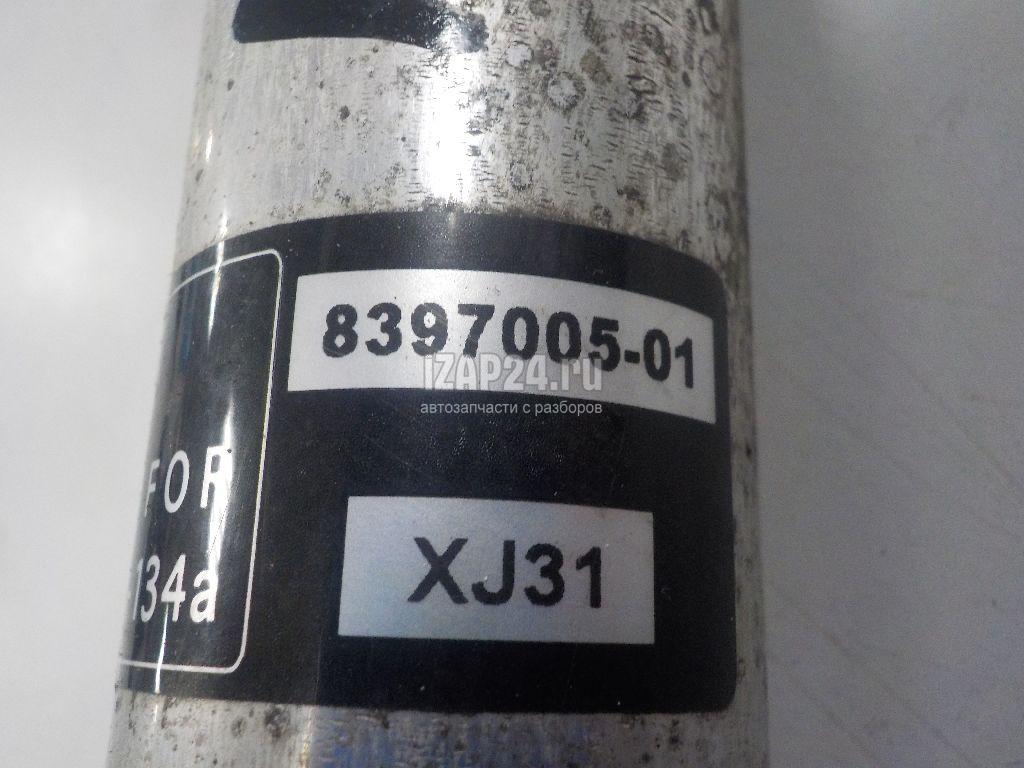 8397005-01
iZAP24.ru
автозапчасти с разборов
FOR
134a
XJ31